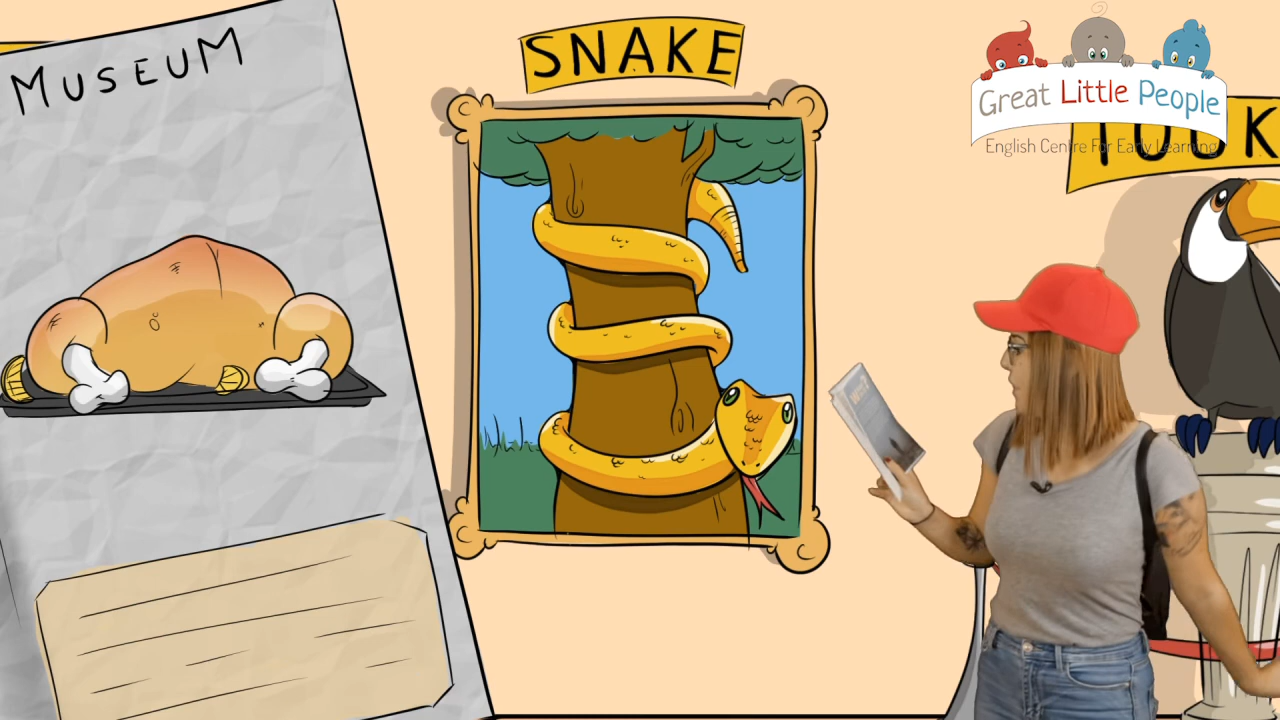 MUSEUM
SNAKE
Great Little People
English Centre For Early Learning
TOUK